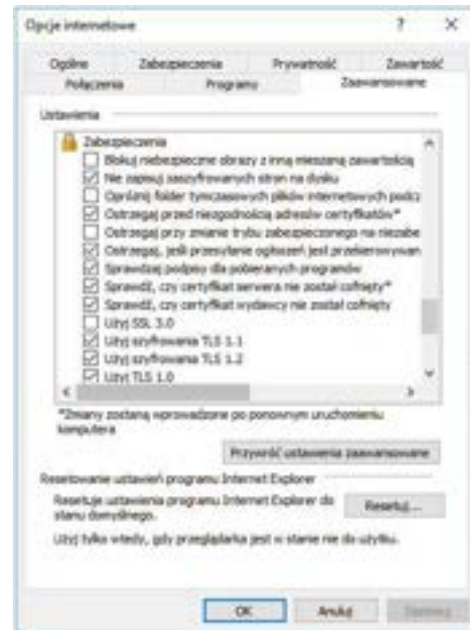 Opcje internetowe
Ogólne Zabezpieczenia Prywatność Zawartość
Połączenia Programy Zaawansowane
Ustawienia
Zabezpieczenia
Blokuj niebezpieczne obrazy z inną mieszaną zawartością
Nie zapisuj zaszyfrowanych stron na dysku
Opróżnij folder tymczasowych plików internetowych podcz
Ostrzegaj przed niezgodnością adresów certyfikatów*
Ostrzegaj przy zmianie trybu zabezpieczonego na niezabe
Ostrzegaj, jeśli przesyłanie ogłoszeń jest przekierowywan
Sprawdzaj podpisy dla pobieranych programów
Sprawdź, czy certyfikat serwera nie został cofnięty*
Sprawdź, czy certyfikat wydawcy nie został cofnięty
Użyj SSL 3.0
Użyj szyfrowania TLS 1.1
Użyj szyfrowania TLS 1.2
Użyj TLS 1.0
*Zmiany zostaną wprowadzone po ponownym uruchomieniu
komputera
Przywróć ustawienia zaawansowane
Resetowanie ustawień programu Internet Explorer
Resetuje ustawienia programu Internet Explorer do
stanu domyślnego.
Resetuj...
Użyj tylko wtedy, gdy przeglądarka jest w stanie nie do użytku.
OK Anuluj Zastosuj